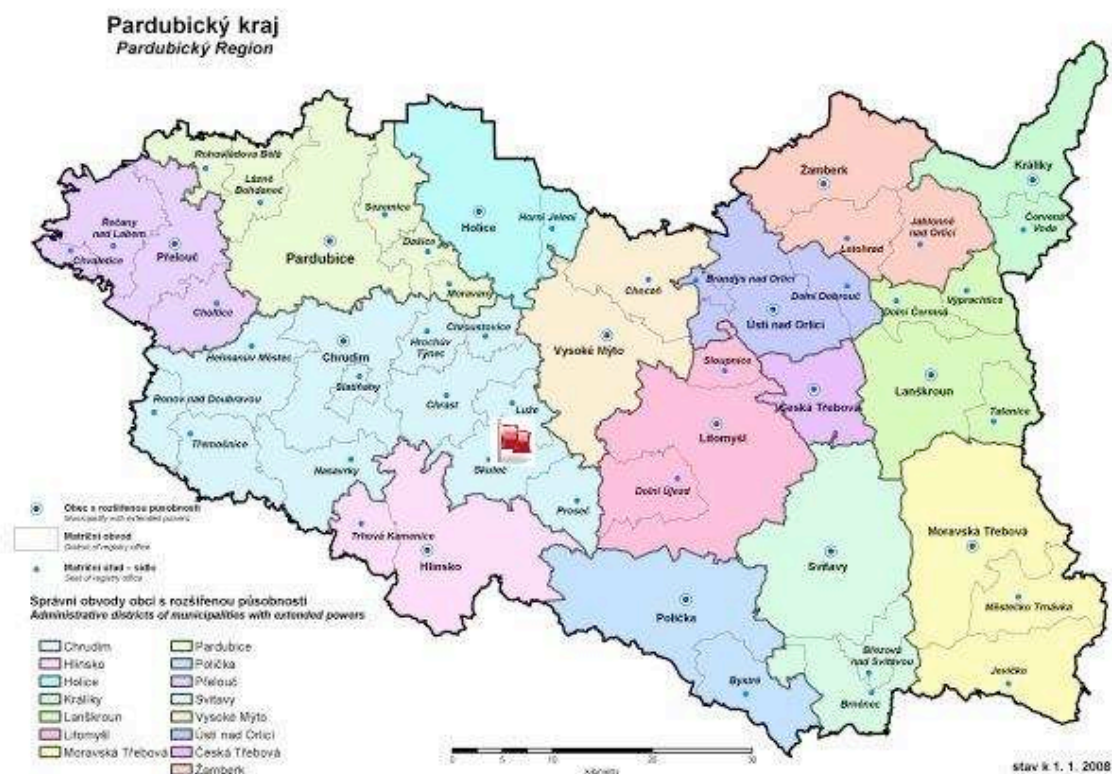 Pardubický kraj
Pardubický Region
Králíky
Žamberk
Rohovládova Bělá
Lázně
Bohdaneč
Sezemice
Holice
Horní Jelení
Jablonné
nad Orlicí
Červená
Voda
Řečany
nad Labem
Chvaletice
Přelouč
Dašice
Letohrad
Pardubice
Moravany
Choceň
Brandýs nad Orlicí
Dolní Dobrouč
Výprachtice
Dolní Čermná
Choltice
Ústí nad Orlicí
Heřmanův Městec
Chrudim
Hrochův
Týnec
Chroustovice
Vysoké Mýto
Sloupnice
Slatiňany
Lanškroun
Ronov nad Doubravou
Chrast
Luže
Česká Třebová
Tatenice
Třemošnice
Litomyšl
Nasavrky
Skuteč
Dolní Újezd
Proseč
Obec s rozšířenou působností
Municipality with extended powers
Moravská Třebová
Trhová Kamenice
Matriční obvod
District of registry office
Hlinsko
Svitavy
Matriční úřad – sídlo
Seat of registry office
Městečko Trnávka
Správní obvody obcí s rozšířenou působností
Administrative districts of municipalities with extended powers
Polička
Březová
nad Svitavou
Bystré
Jevíčko
Brněnec
Chrudim Pardubice
Hlinsko Polička
Holice Přelouč
Králíky Svitavy
Lanškroun Vysoké Mýto
Litomyšl Ústí nad Orlicí
Moravská Třebová Česká Třebová
Žamberk
0 5 10 20 30
stav k 1. 1. 2008